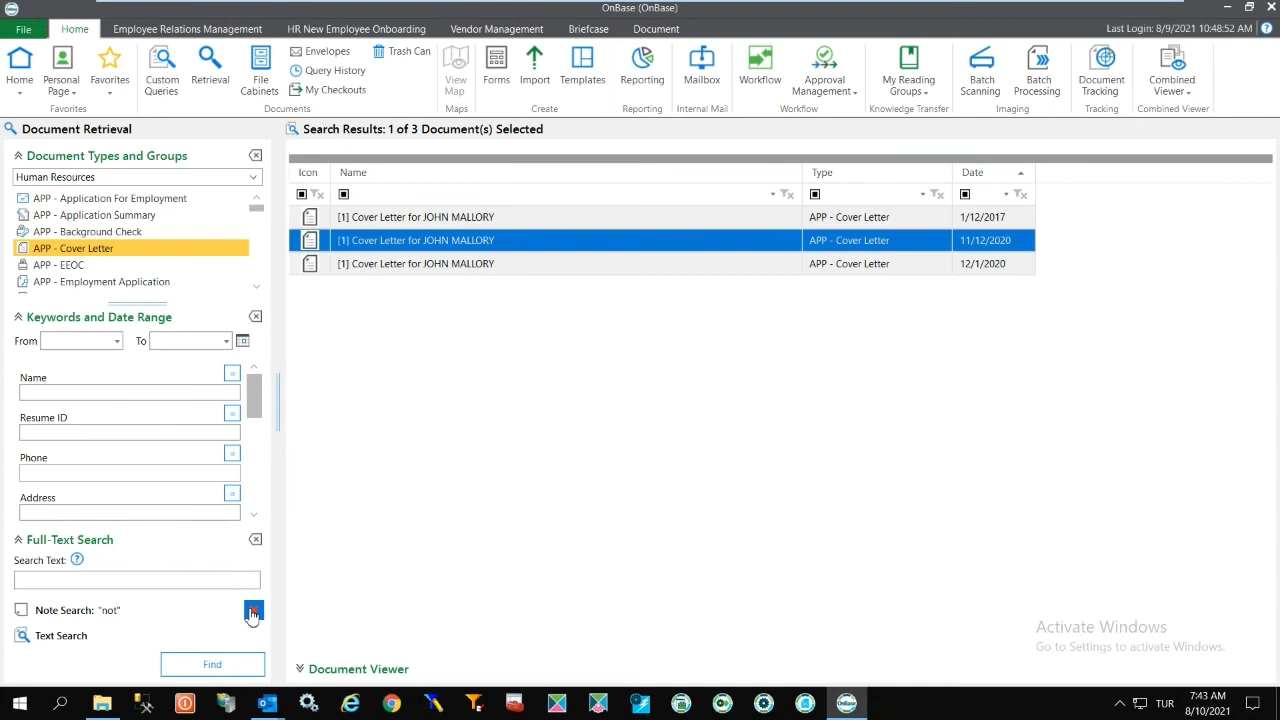 OnBase (OnBase)
File Home Employee Relations Management HR New Employee Onboarding Vendor Management Briefcase Document Last Login: 8/9/2021 10:48:52 AM
Home Personal Page Favorites Custom Queries Retrieval File Cabinets Envelopes Trash Can Query History My Checkouts View Map Forms Import Templates Reporting Mailbox Workflow Approval Management My Reading Groups Batch Scanning Batch Processing Document Tracking Combined Viewer
Favorites Documents Maps Create Reporting Internal Mail Workflow Knowledge Transfer Imaging Tracking Combined Viewer
Document Retrieval
Search Results: 1 of 3 Document(s) Selected
Document Types and Groups
Human Resources
APP - Application For Employment
APP - Application Summary
APP - Background Check
APP - Cover Letter
APP - EEOC
APP - Employment Application
Keywords and Date Range
From To
Name
Resume ID
Phone
Address
Full-Text Search
Search Text:
Note Search: "not"
Text Search
Find
Icon Name Type Date
[1] Cover Letter for JOHN MALLORY APP - Cover Letter 1/12/2017
[1] Cover Letter for JOHN MALLORY APP - Cover Letter 11/12/2020
[1] Cover Letter for JOHN MALLORY APP - Cover Letter 12/1/2020
Document Viewer
Activate Windows
Go to Settings to activate Windows.
TUR
7:43 AM
8/10/2021